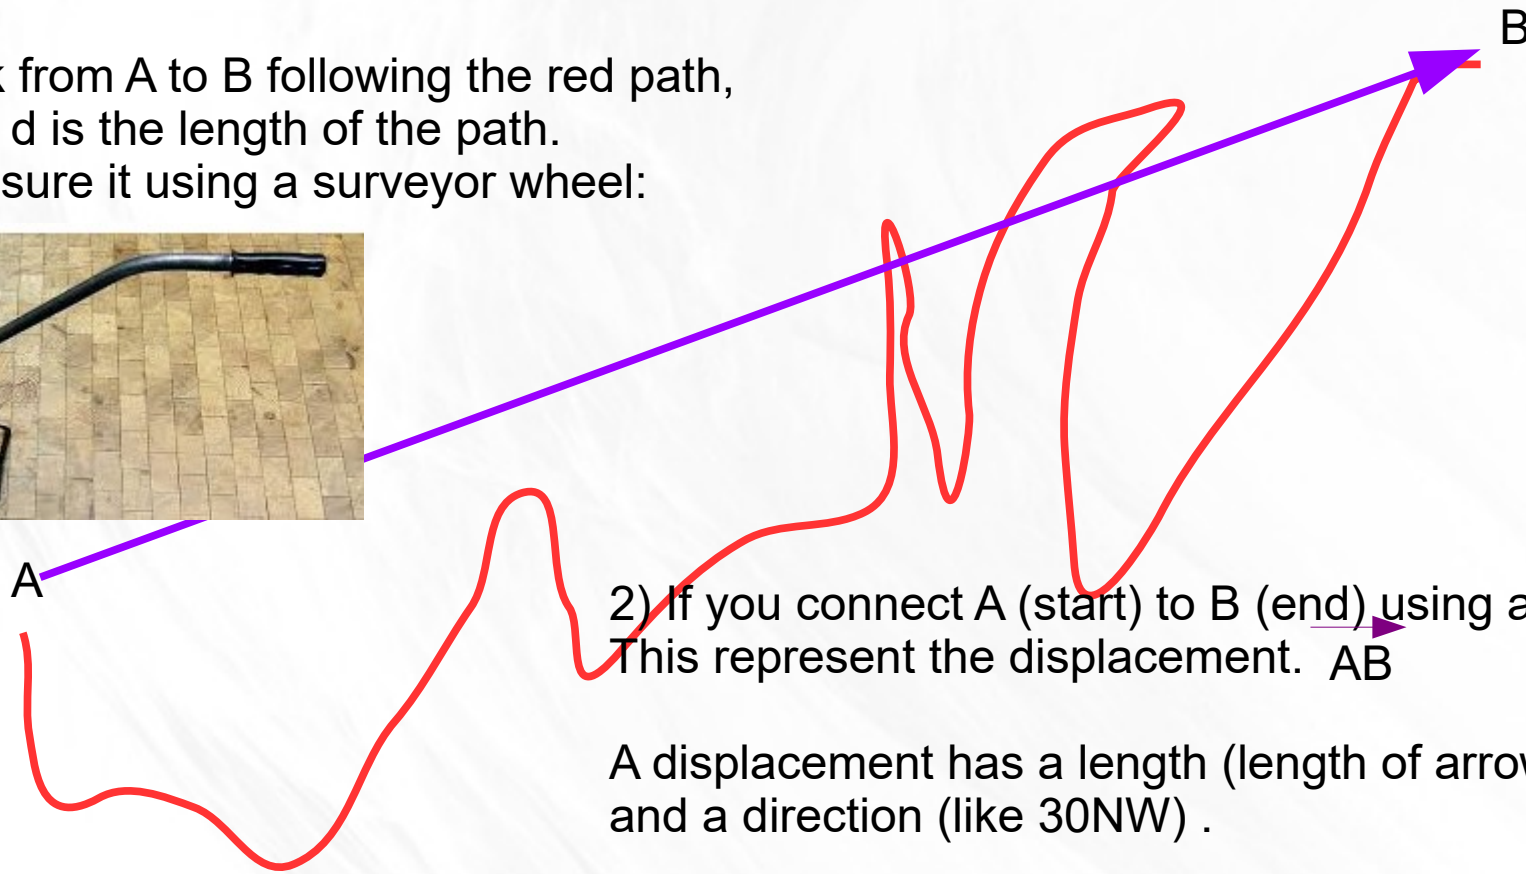 B
k from A to B following the red path,
d is the length of the path.
sure it using a surveyor wheel:
A
2) If you connect A (start) to B (end) using a
This represent the displacement. AB
A displacement has a length (length of arrow
and a direction (like 30NW) .